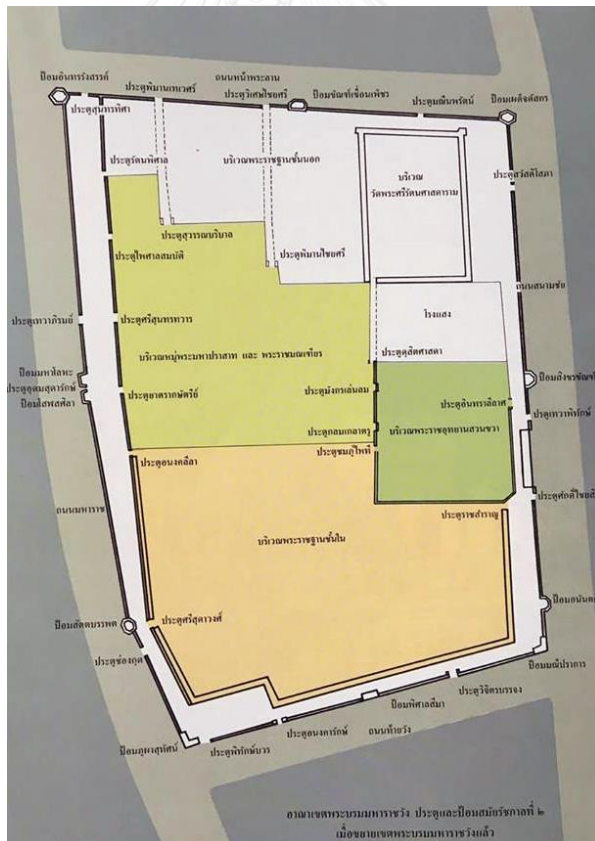 ป้อมอินทรังสรรค์
ประตูพิมานเทเวศร์
ถนนหน้าพระลาน
ประตูวิเศษไชยศรี
ป้อมขันธ์เขื่อนเพ็ชร
ประตูมณีนพรัตน์
ป้อมเผด็จดัสกร
ประตูสุนทรทิศา
ประตูรัตนพิศาล
บริเวณพระราชฐานชั้นนอก
บริเวณ
วัดพระศรีรัตนศาสดาราม
ประตูสวัสดิโสภา
ประตูสุวรรณบริบาล
ประตูไพศาลสมบัติ
ประตูพิมานไชยศรี
ถนนสนามชัย
ประตูเทวาภิรมย์
ประตูศรีสุนทรทวาร
โรงแสง
บริเวณหมู่พระมหาปราสาท และ พระราชมณเฑียร
ประตูดุสิตศาสดา
ป้อมมหาโลหะ
ประตูอุดมสุดารักษ์
ป้อมโสฬสศิลา
ประตูยาตรากษัตรีย์
ประตูมังกรเล่นลม
ประตูอินทราลิลาศ
ป้อมสิงขรขัณฑ์
ประตูเทวาพิทักษ์
ประตูกลมเกลาตรู
บริเวณพระราชอุทยานสวนขวา
ประตูชมภูไพที
ประตูอนงคลีลา
ประตูศักดิ์ไชยสิ
ถนนมหาราช
ประตูราชสำราญ
บริเวณพระราชฐานชั้นใน
ป้อมสัตตบรรพต
ประตูศรีสุดาวงศ์
ป้อมอนันต
ประตูช่องกุด
ป้อมมณีปราการ
ประตูวิจิตรบรรจง
ป้อมพิศาลสีมา
ป้อมภูผาสุทัศน์
ประตูพิทักษ์บวร
ประตูอนงคารักษ์
ถนนท้ายวัง
อาณาเขตพระบรมมหาราชวัง ประตูและป้อมสมัยรัชกาลที่ ๒
เมื่อขยายเขตพระบรมมหาราชวังแล้ว